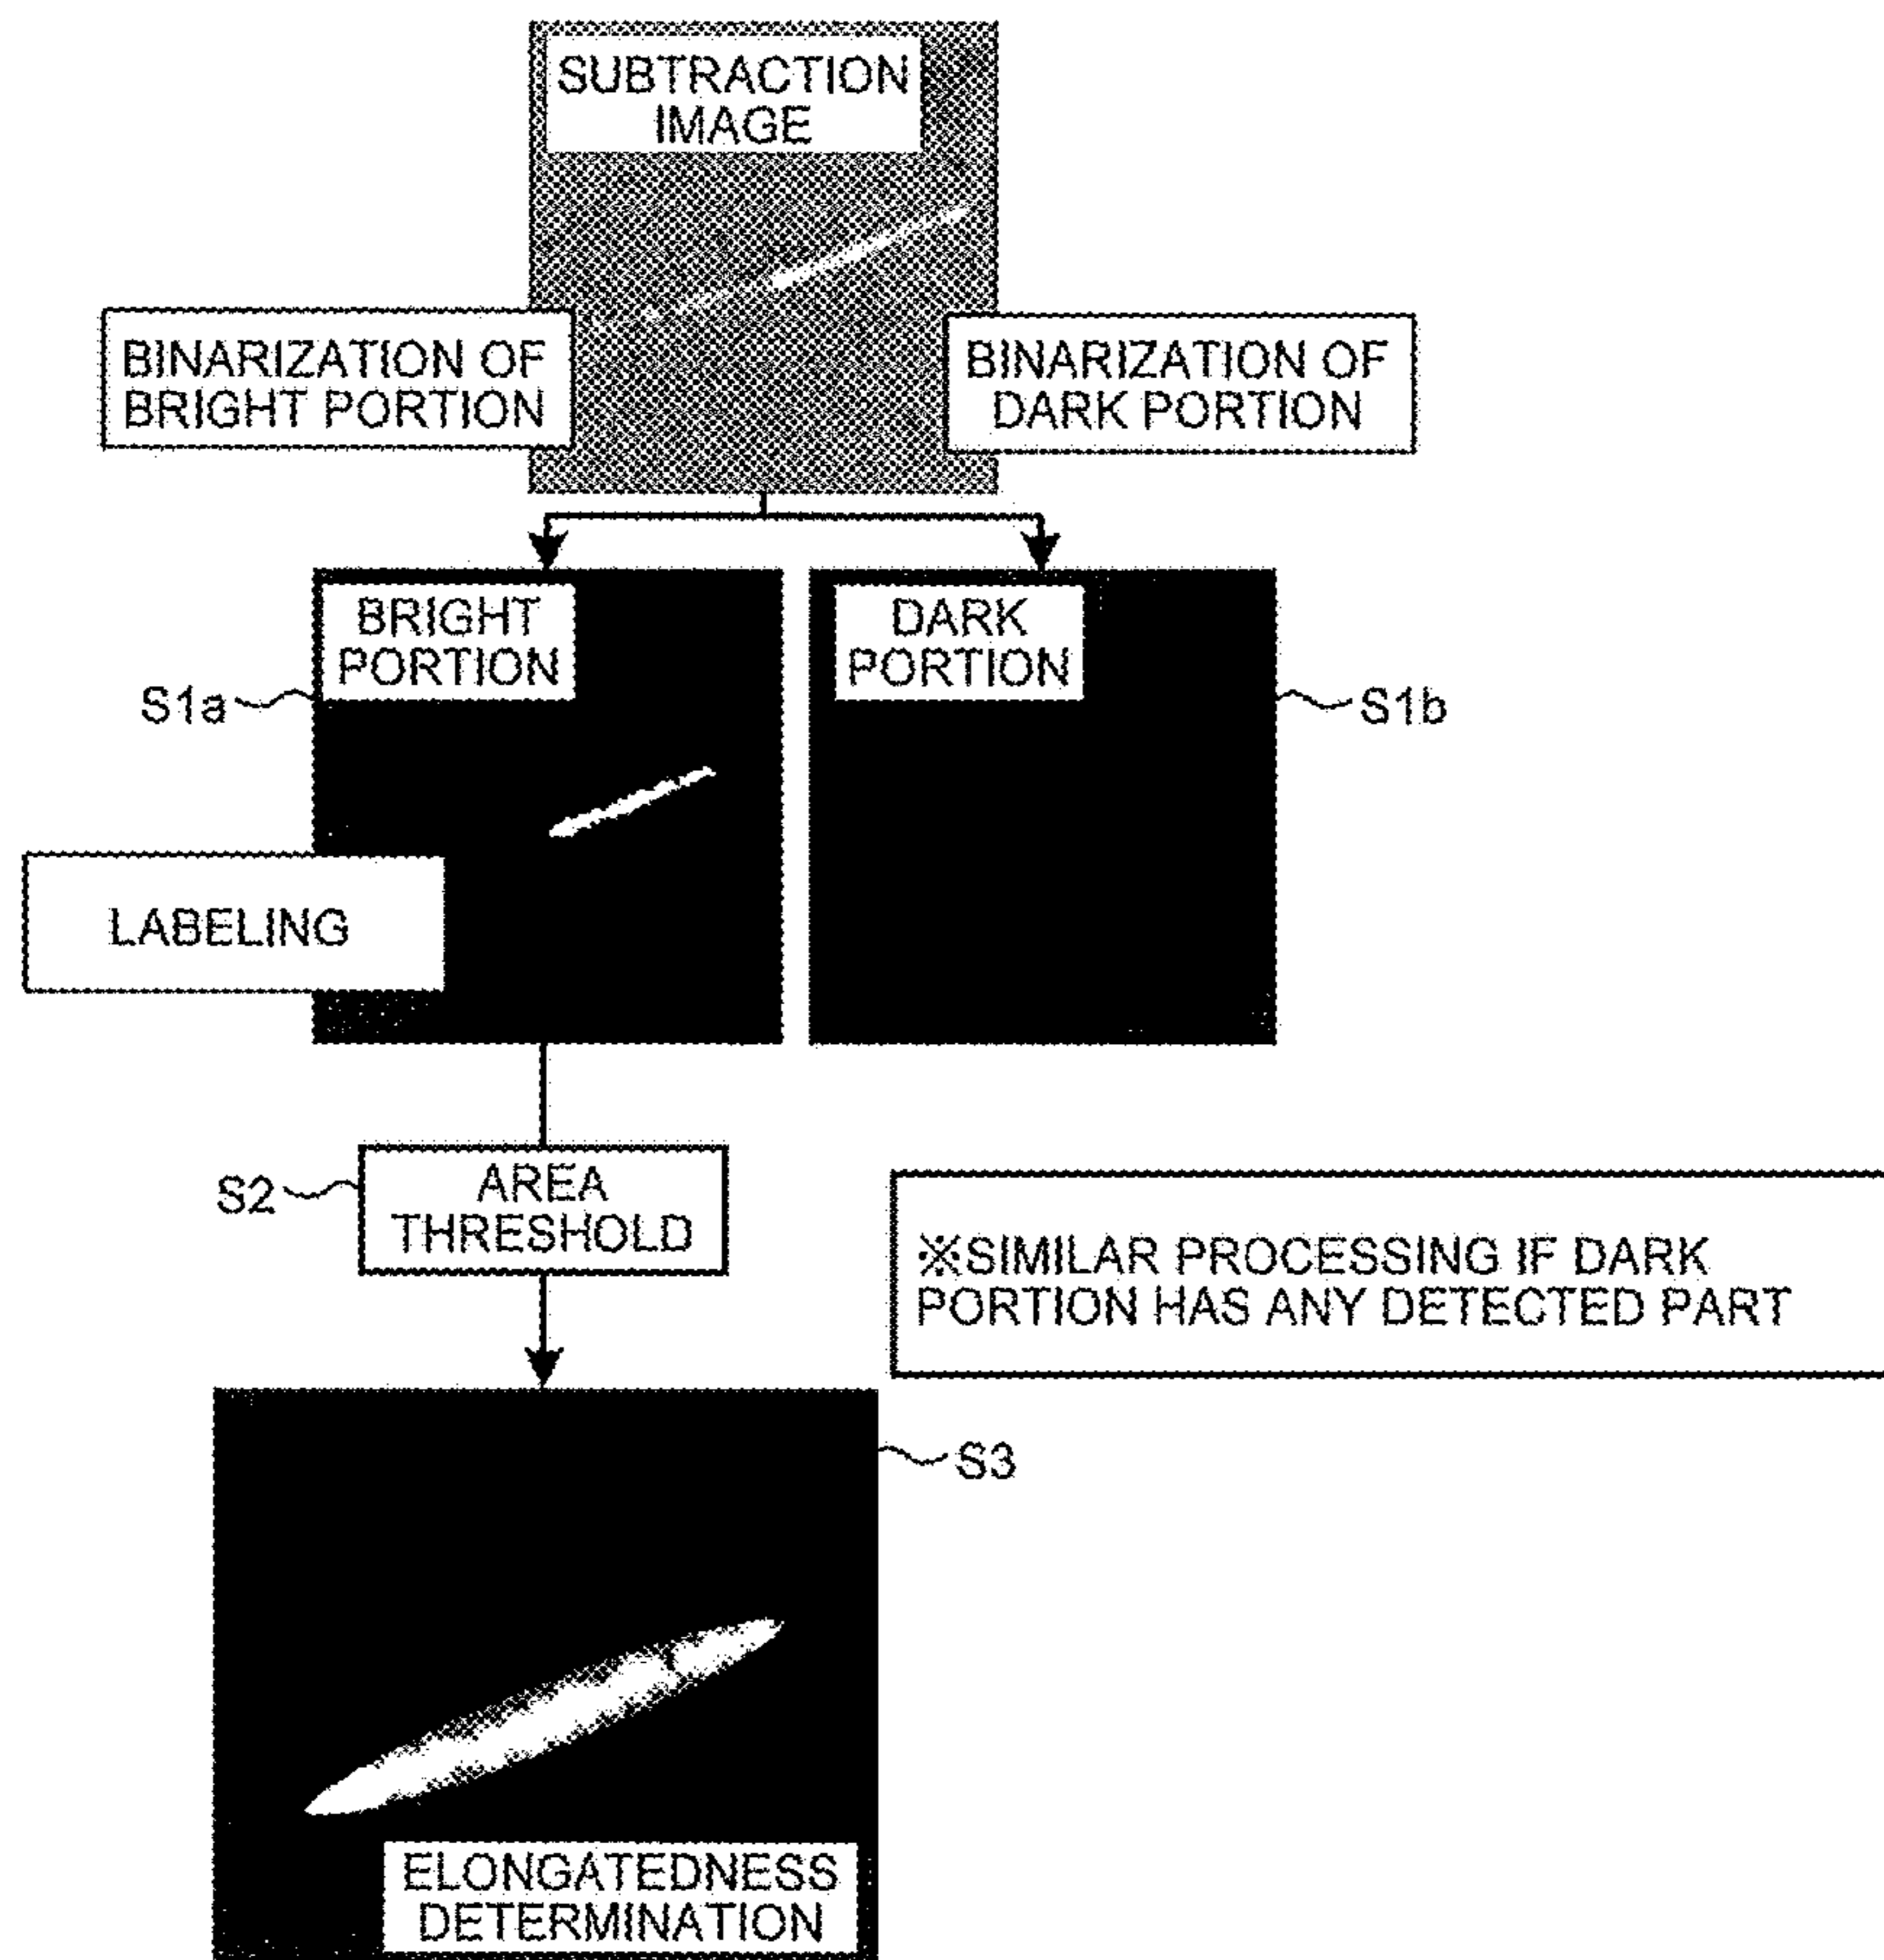 SUBTRACTION
IMAGE
BINARIZATION OF
BRIGHT PORTION
BINARIZATION OF
DARK PORTION
BRIGHT
PORTION
DARK
PORTION
S1a
S1b
LABELING
S2
AREA
THRESHOLD
※SIMILAR PROCESSING IF DARK
PORTION HAS ANY DETECTED PART
S3
ELONGATEDNESS
DETERMINATION